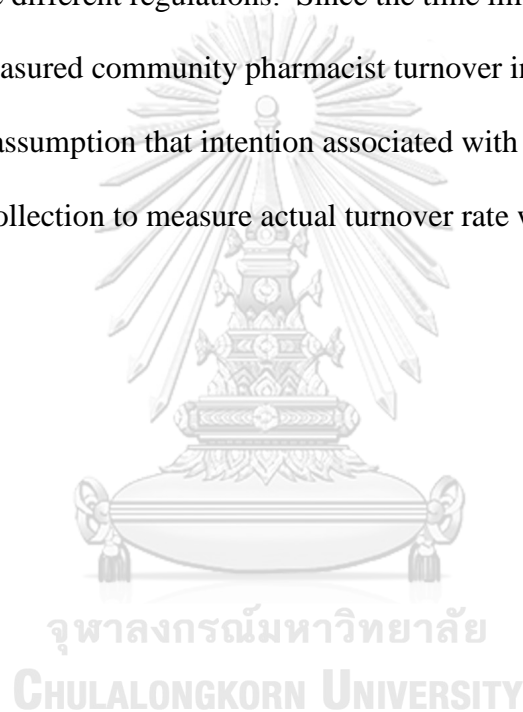 different regulations. Since the time
asured community pharmacist turnover
assumption that intention associated with
ollection to measure actual turnover rate
จุฬาลงกรณ์มหาวิทยาลัย
CHULALONGKORN UNIVERSITY